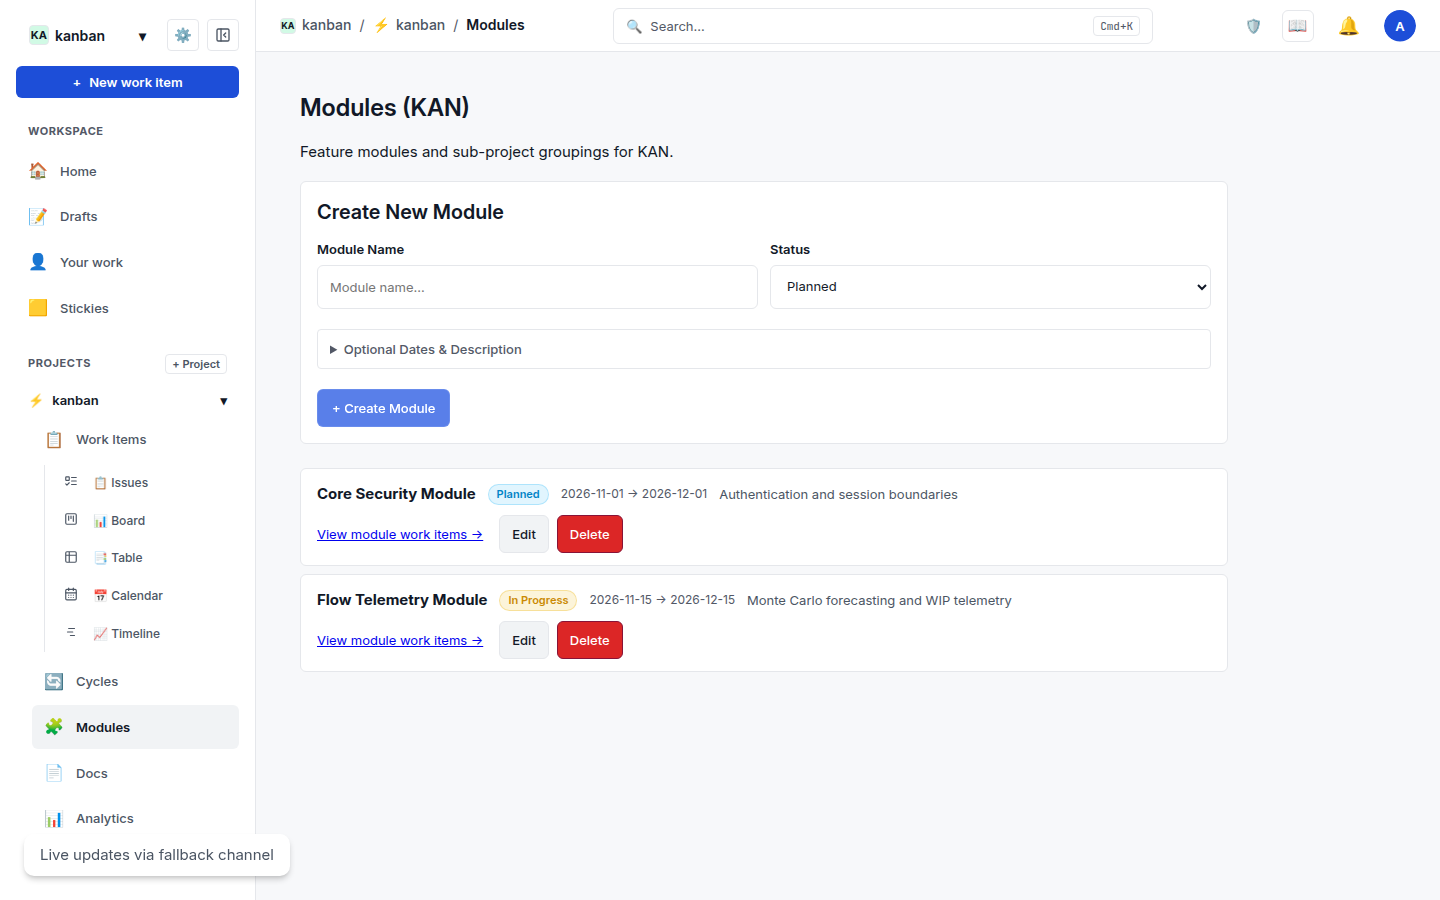 KA kanban ▾
+ New work item
WORKSPACE
Home
Drafts
Your work
Stickies
PROJECTS
+ Project
kanban ▾
Work Items
Issues
Board
Table
Calendar
Timeline
Cycles
Modules
Docs
Analytics
Live updates via fallback channel
KA kanban / kanban / Modules
Search...
Cmd+K
A
Modules (KAN)
Feature modules and sub-project groupings for KAN.
Create New Module
Module Name
Status
Module name...
Planned
Optional Dates & Description
+ Create Module
Core Security Module Planned 2026-11-01 → 2026-12-01 Authentication and session boundaries
View module work items → Edit Delete
Flow Telemetry Module In Progress 2026-11-15 → 2026-12-15 Monte Carlo forecasting and WIP telemetry
View module work items → Edit Delete